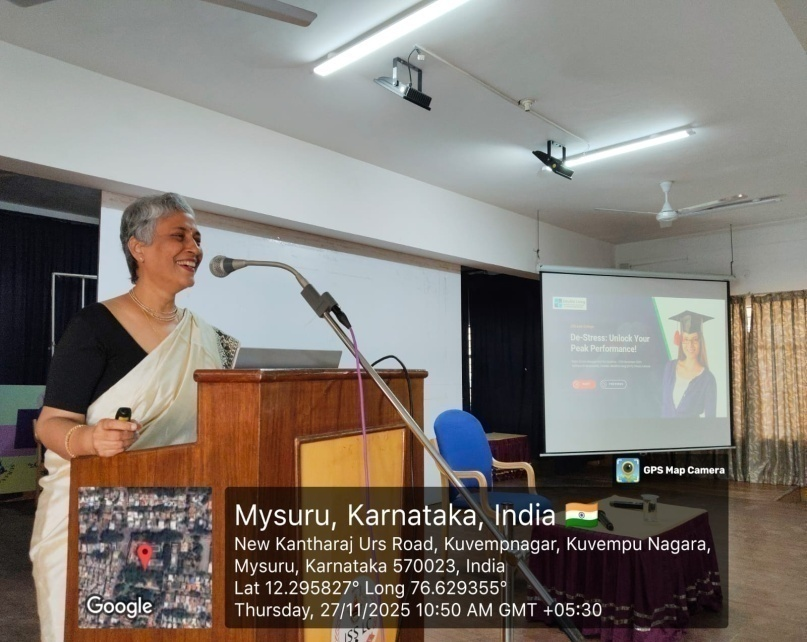 De-Stress: Unlock Your
Peak Performance!
GPS Map Camera
Mysuru, Karnataka, India
New Kantharaj Urs Road, Kuvempnagar, Kuvempu Nagara,
Mysuru, Karnataka 570023, India
Lat 12.295827° Long 76.629355°
Thursday, 27/11/2025 10:50 AM GMT +05:30
Google